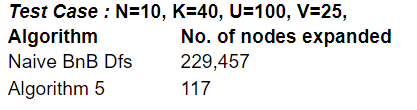 Test Case : N=10, K=40, U=100, V=25,
Algorithm No. of nodes expanded
Naive BnB Dfs 229,457
Algorithm 5 117